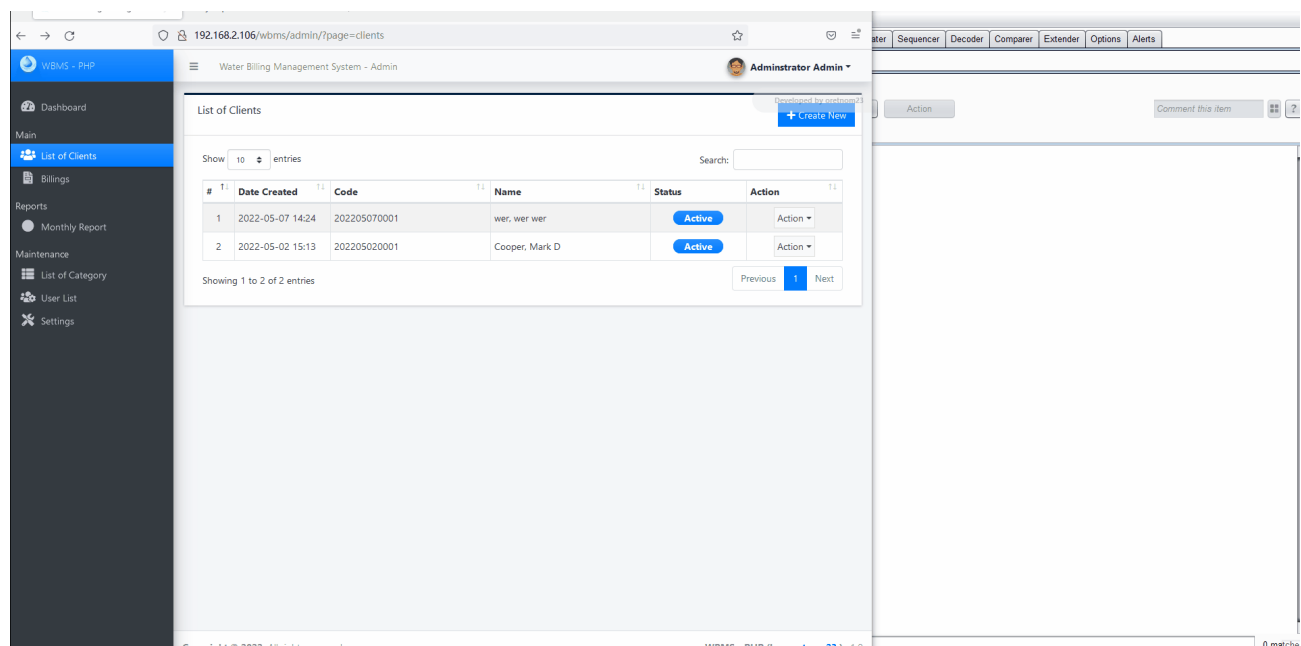 192.168.2.106/wbms/admin/?page=clients
Sequencer Decoder Comparer Extender Options Alerts
WBMS - PHP
Water Billing Management System - Admin
Adminstrator Admin
Dashboard
Main
List of Clients
Billings
Reports
Monthly Report
Maintenance
List of Category
User List
Settings
List of Clients
Developed by oretnom23
+ Create New
Action
Comment this item
?
Show 10 entries
Search:
# Date Created Code Name Status Action
1 2022-05-07 14:24 202205070001 wer, wer wer Active Action
2 2022-05-02 15:13 202205020001 Cooper, Mark D Active Action
Showing 1 to 2 of 2 entries
Previous 1 Next